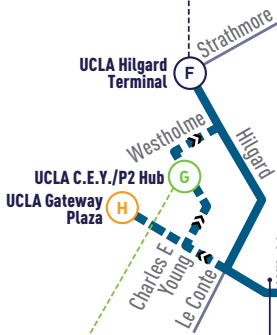 Strathmore
UCLA Hilgard
Terminal
F
Westholme
Hilgard
UCLA C.E.Y./P2 Hub
G
UCLA Gateway
Plaza
H
Charles E
Young
Le Conte